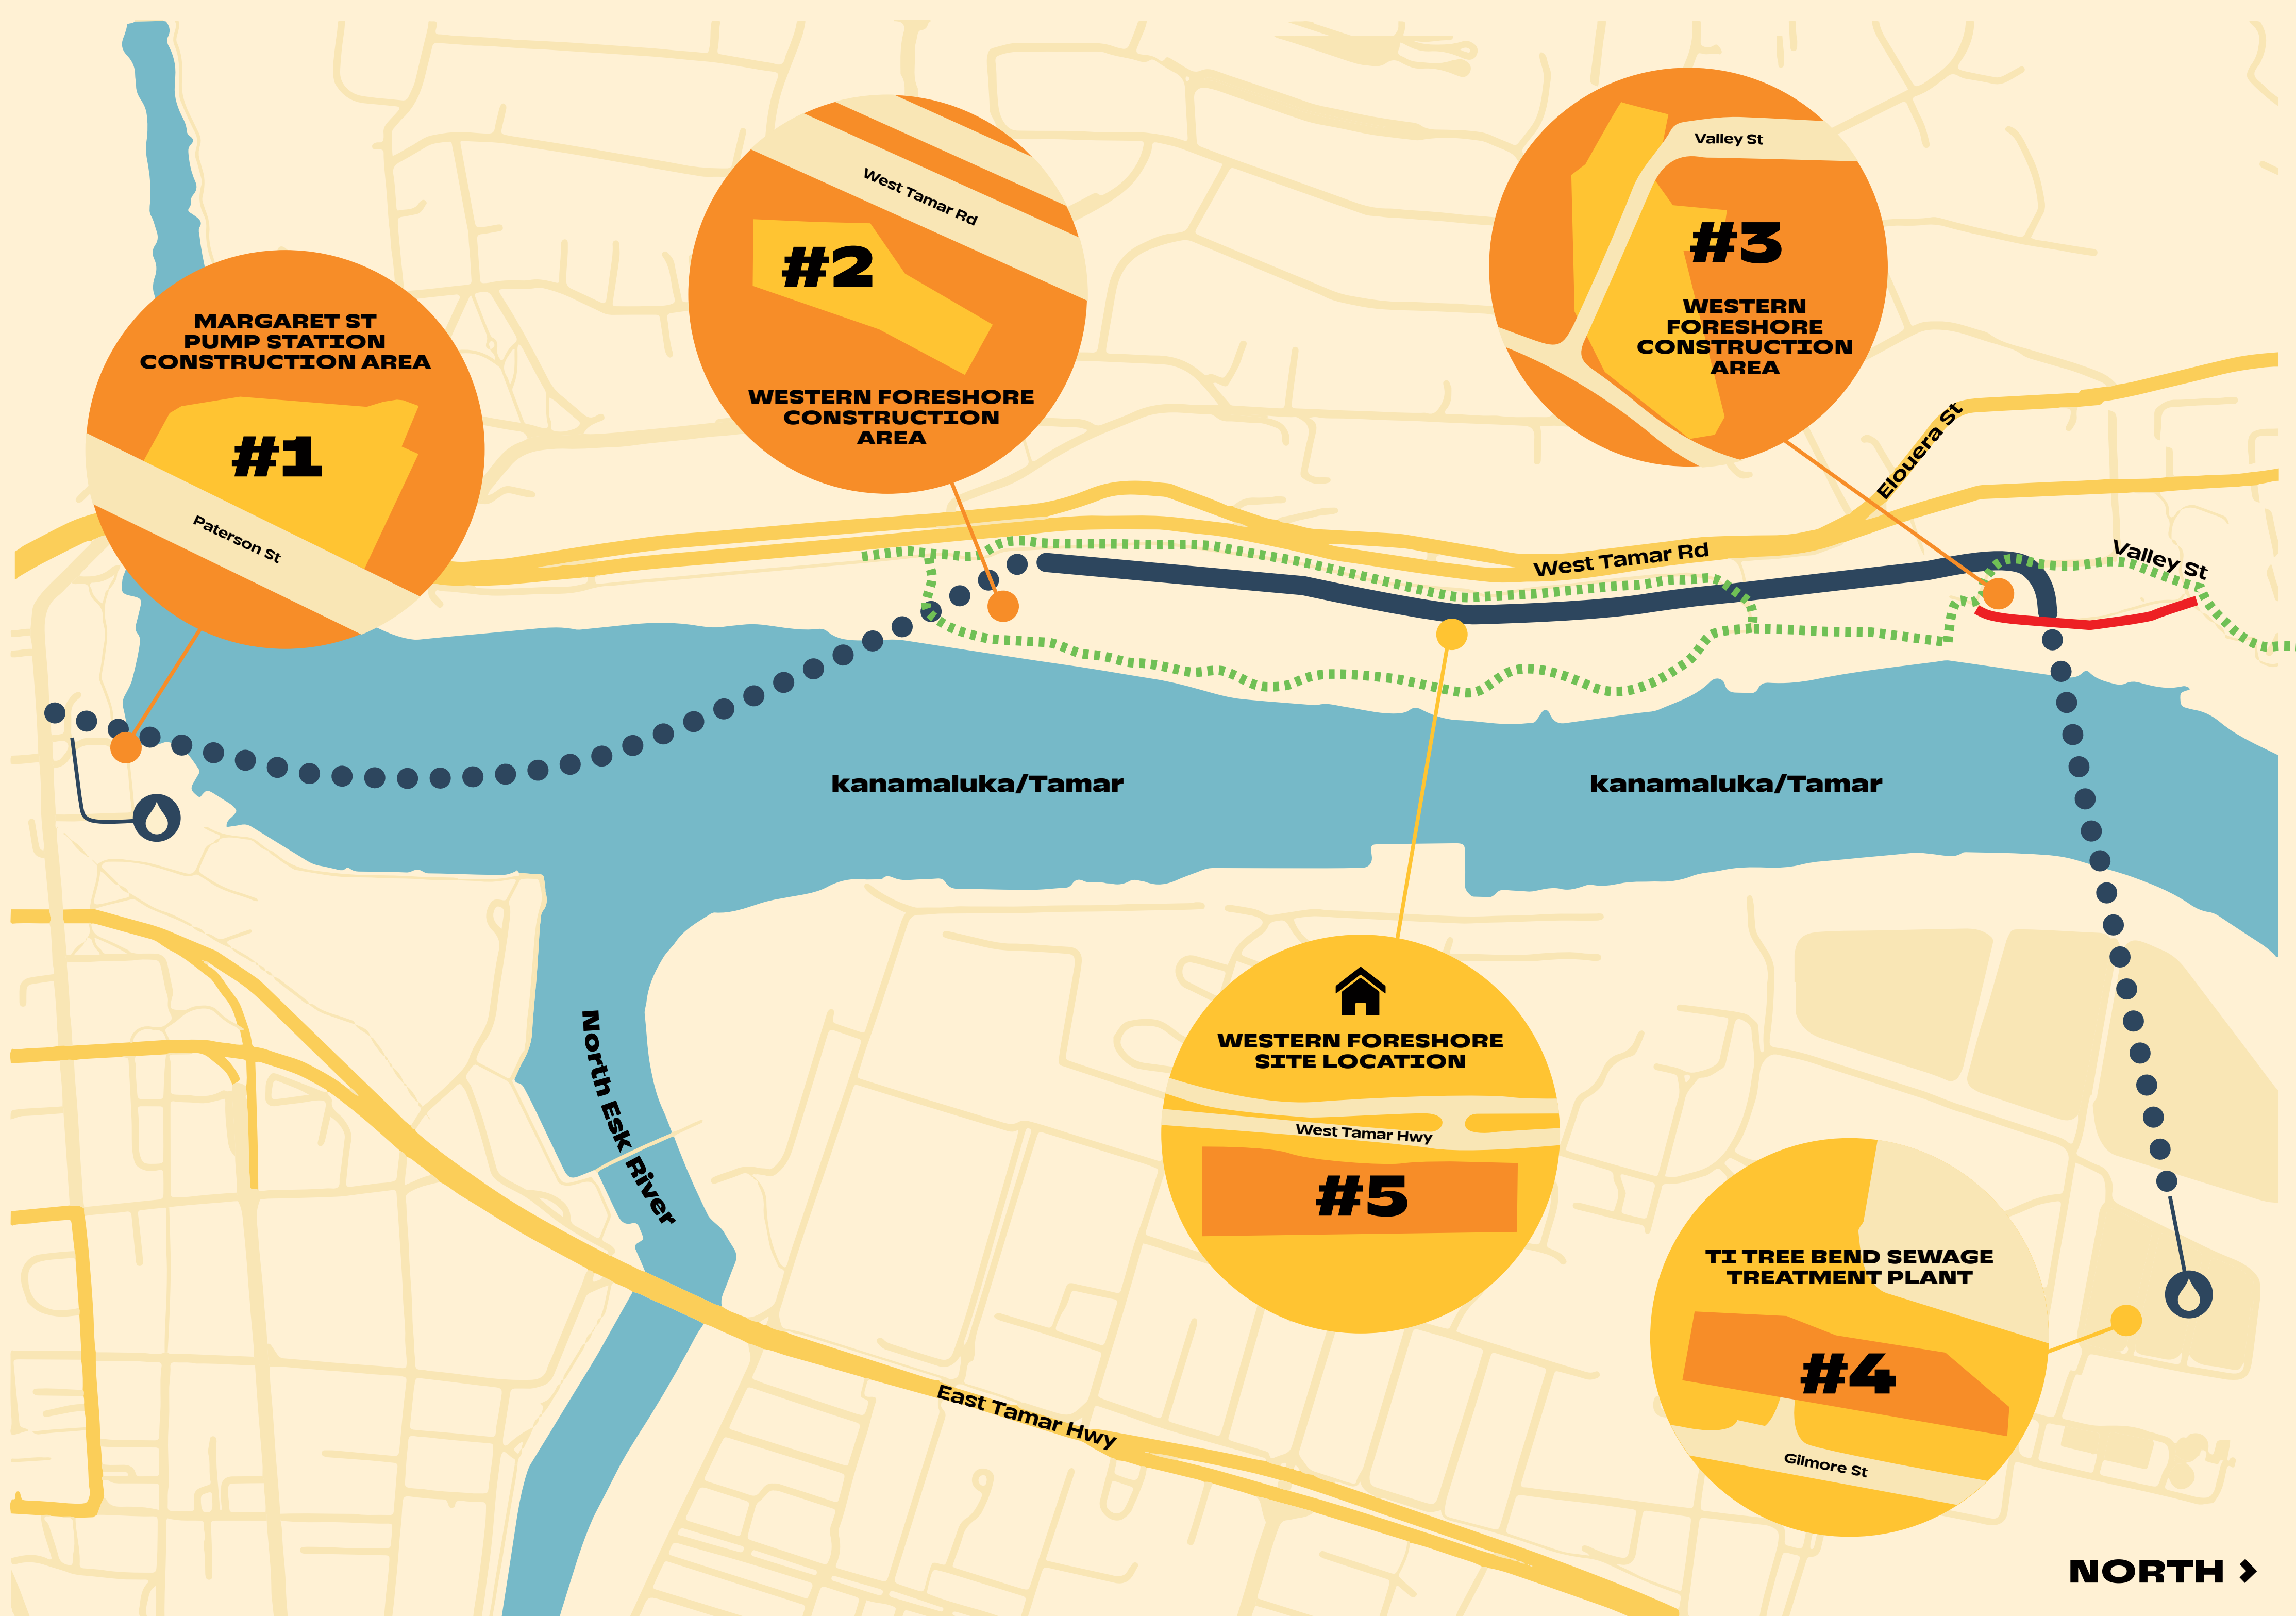 MARGARET ST
PUMP STATION
CONSTRUCTION AREA
#1
Paterson St
West Tamar Rd
#2
WESTERN FORESHORE
CONSTRUCTION
AREA
Valley St
#3
WESTERN
FORESHORE
CONSTRUCTION
AREA
Elouera St
West Tamar Rd
Valley St
kanamaluka/Tamar
kanamaluka/Tamar
North Esk River
WESTERN FORESHORE
SITE LOCATION
West Tamar Hwy
#5
TI TREE BEND SEWAGE
TREATMENT PLANT
#4
Gilmore St
East Tamar Hwy
NORTH